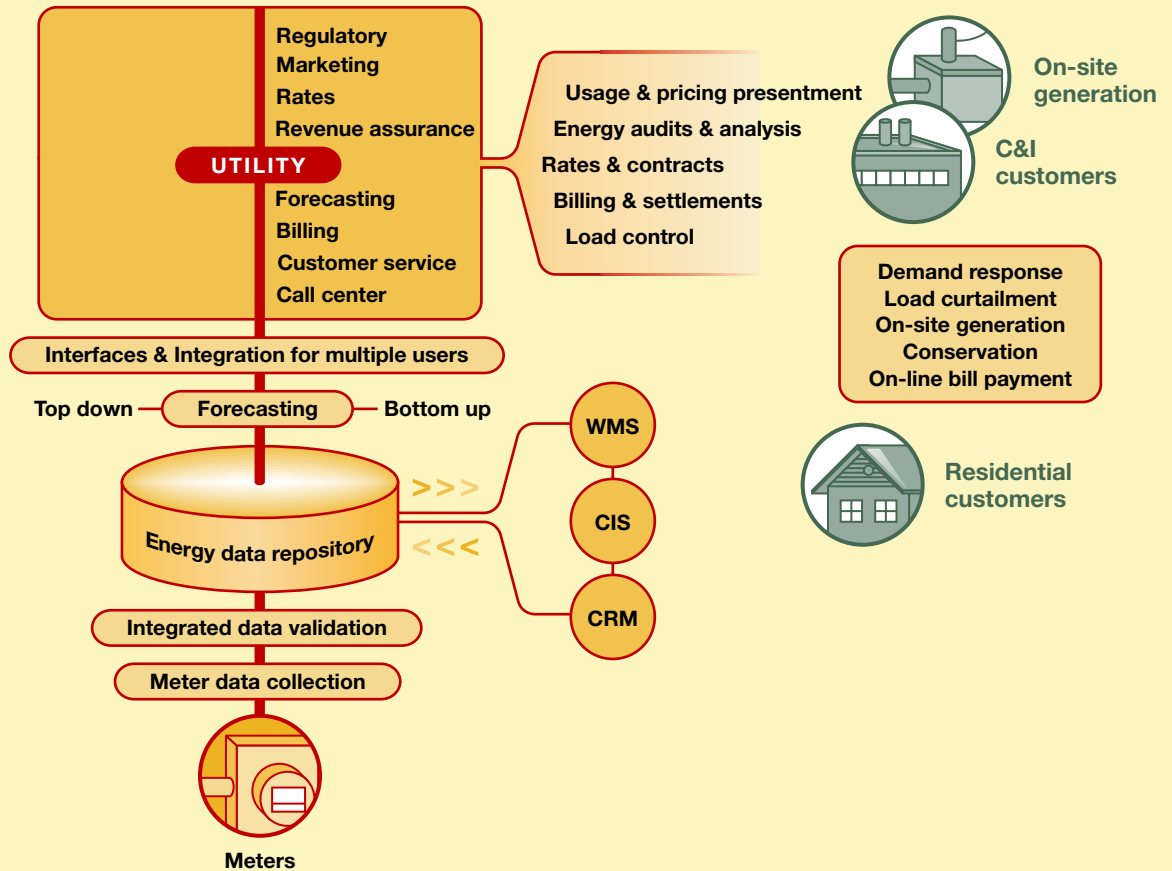 Regulatory
Marketing
Rates
Revenue assurance
UTILITY
Forecasting
Billing
Customer service
Call center
Usage & pricing presentment
Energy audits & analysis
Rates & contracts
Billing & settlements
Load control
On-site
generation
C&I
customers
Demand response
Load curtailment
On-site generation
Conservation
On-line bill payment
Residential
customers
Interfaces & Integration for multiple users
Top down
Forecasting
Bottom up
WMS
CIS
CRM
>>>
Energy data repository
<<<
Integrated data validation
Meter data collection
Meters